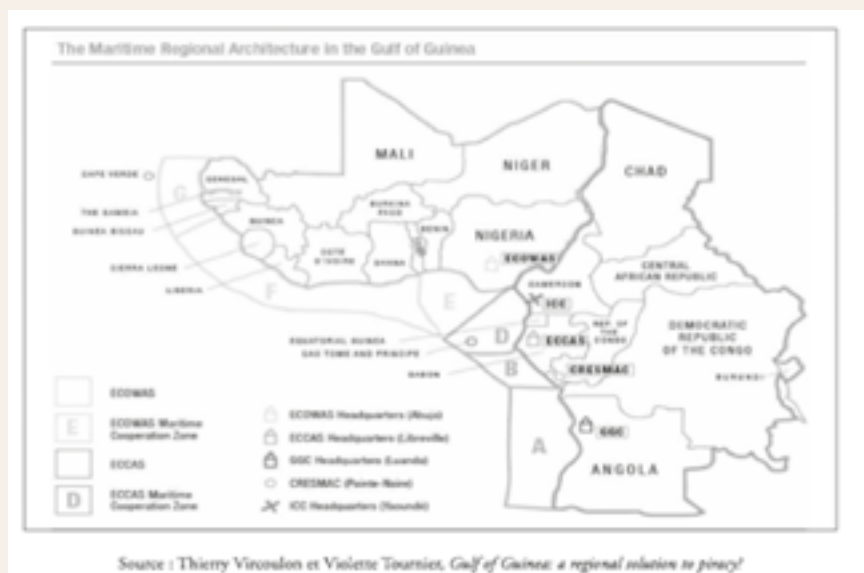 The Maritime Regional Architecture in the Gulf of Guinea
MALI
NIGER
CHAD
CAPE VERDE
SENEGAL
G
THE GAMBIA
GUINEA BISSAU
GUINEA
BURKINA
FASO
BENIN
NIGERIA
ECOWAS
COTE
D'IVOIRE
GHANA
SIERRA LEONE
LIBERIA
F
E
CAMEROON
CENTRAL
AFRICAN REPUBLIC
ICC
EQUATORIAL GUINEA
SAO TOME AND PRINCIPE
D
ECCAS
REP. OF
THE
CONGO
DEMOCRATIC
REPUBLIC
OF THE CONGO
GABON
B
CRESMAC
BURUNDI
A
GGC
ANGOLA
ECOWAS
E
ECOWAS Maritime
Cooperation Zone
ECCAS
D
ECCAS Maritime
Cooperation Zone
ECOWAS Headquarters (Abuja)
ECCAS Headquarters (Libreville)
GGC Headquarters (Luanda)
CRESMAC (Pointe-Noire)
ICC Headquarters (Yaoundé)
Source : Thierry Vircoulon et Violette Tournier, Gulf of Guinea: a regional solution to piracy?